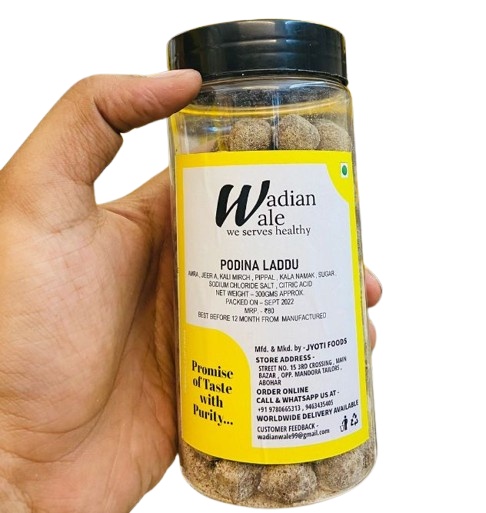 Wadian
Wale
we serves healthy
PODINA LADDU
AMRA , JEER A, KALI MIRCH , PIPPAL , KALA NAMAK , SUGAR
SODIUM CHLORIDE SALT , CITRIC ACID
NET WEIGHT – 300GMS APPROX.
PACKED ON – SEPT 2022
MRP. - ₹80
BEST BEFORE 12 MONTH FROM MANUFACTURED
Promise
of Taste
with
Purity...
Mfd. & Mkd. by - JYOTI FOODS
STORE ADDRESS -
STREET NO. 15 3RD CROSSING , MAIN
BAZAR , OPP. MANDORA TAILORS ,
ABOHAR
ORDER ONLINE
CALL & WHATSAPP US AT -
+91 9780665313 , 9463435405
WORLDWIDE DELIVERY AVAILABLE
CUSTOMER FEEDBACK -
wadianwale99@gmail.com